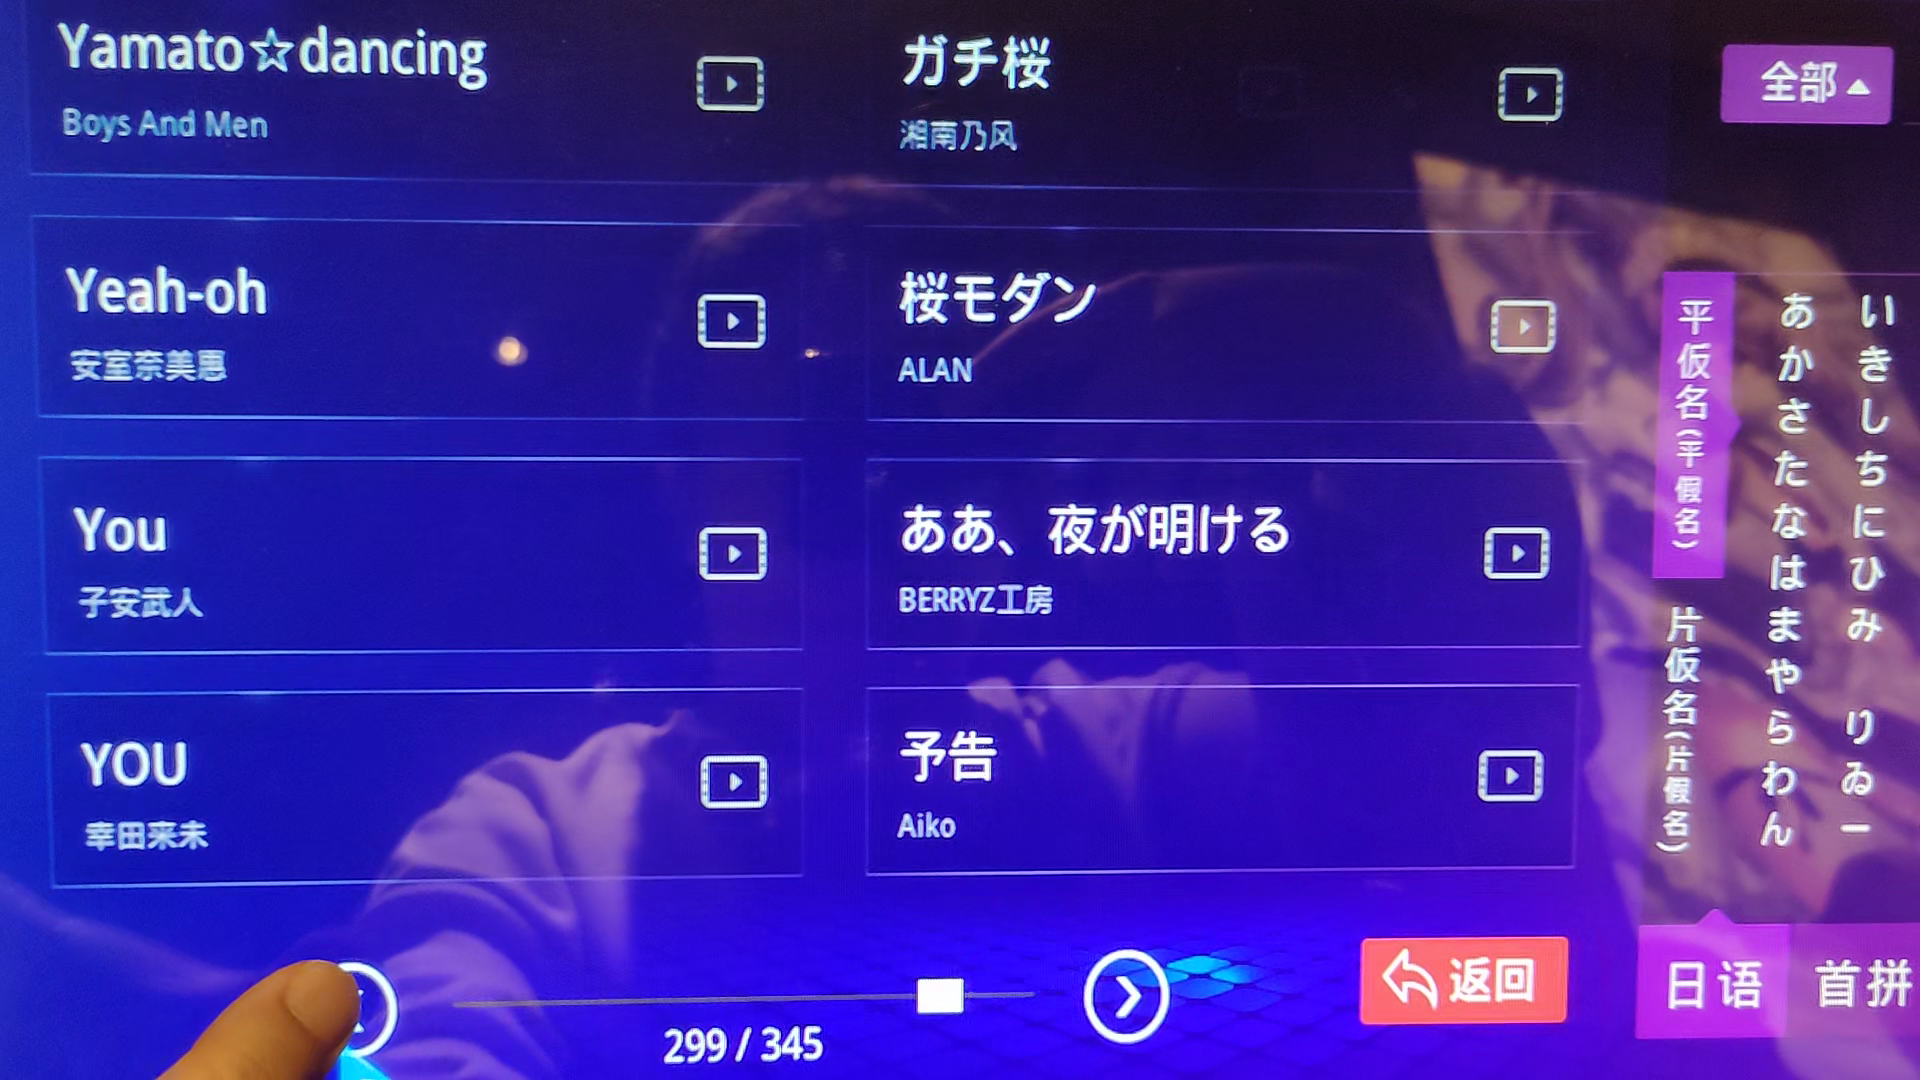 Yamato☆dancing
Boys And Men
ガチ桜
湘南乃风
全部
Yeah-oh
安室奈美恵
桜モダン
ALAN
You
子安武人
ああ、夜が明ける
BERRYZ工房
YOU
幸田来未
予告
Aiko
平仮名(平假名)
片仮名(片假名)
あかさたなはまやらわん
いきしちにひみ りゐー
299 / 345
返回
日语
首拼